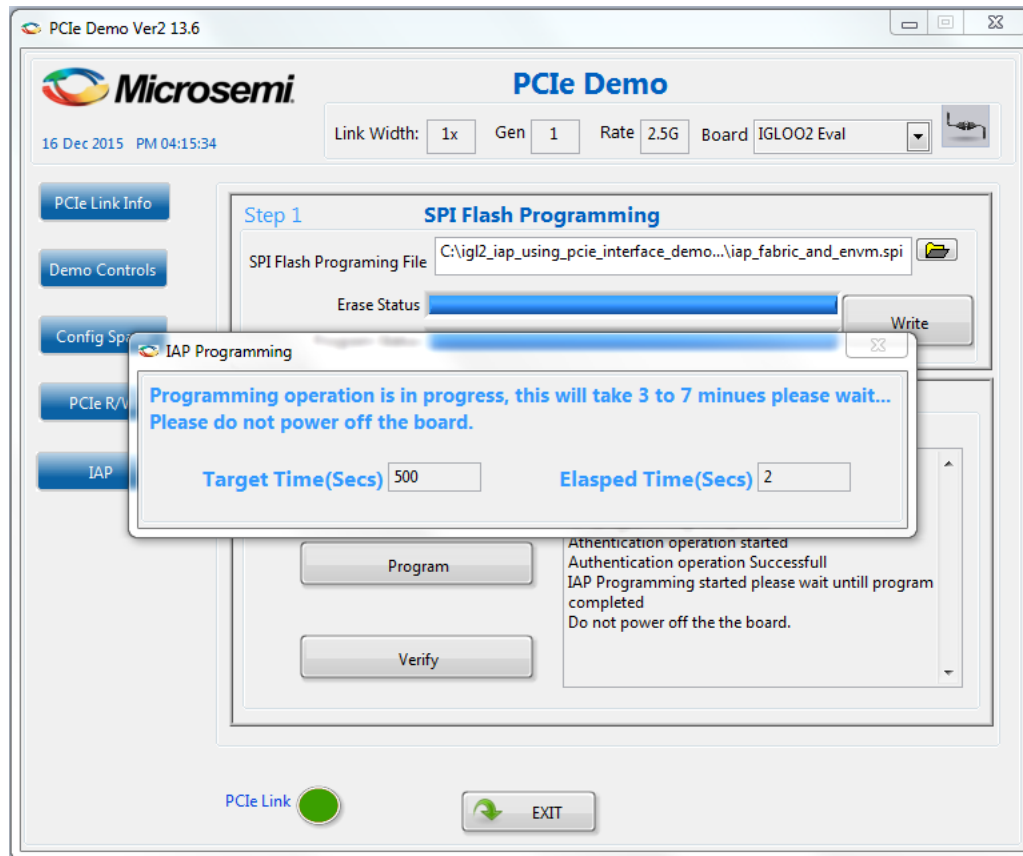 PCIe Demo Ver2 13.6
Microsemi.
PCIe Demo
16 Dec 2015 PM 04:15:34
Link Width: 1x Gen 1 Rate 2.5G Board IGLOO2 Eval
PCIe Link Info
Demo Controls
PCIe R/
IAP
Step 1 SPI Flash Programming
SPI Flash Programing File C:\igl2_iap_using_pcie_interface_demo...\iap_fabric_and_envm.spi
Erase Status
Write
Config Sp
IAP Programming
Programming operation is in progress, this will take 3 to 7 minues please wait...
Please do not power off the board.
Target Time(Secs) 500 Elasped Time(Secs) 2
Program
Verify
Athentication operation started
Authentication operation Successfull
IAP Programming started please wait untill program
completed
Do not power off the the board.
PCIe Link
EXIT